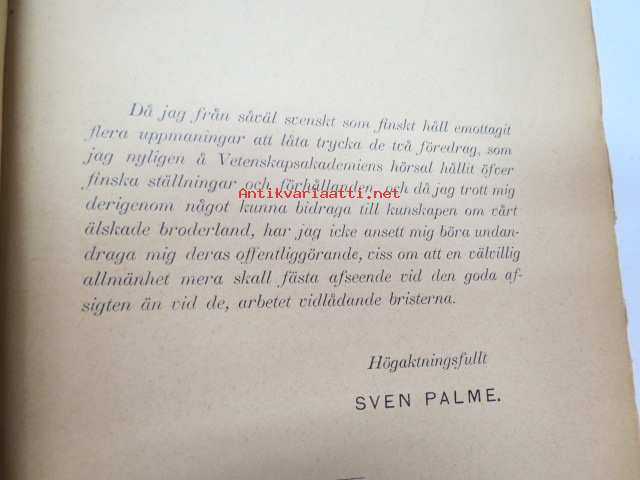 Då jag från såväl svenskt som finskt håll emottagit
flera uppmaningar att låta trycka de två föredrag, som
jag nyligen å Vetenskapsakademiens hörsal hållit öfver
finska ställningar och förhållanden, och då jag trott mig
Antikvariaatti.net
derigenom något kunna bidraga till kunskapen om vårt
älskade broderland, har jag icke ansett mig böra undan-
draga mig deras offentliggörande, viss om att en välvillig
allmänhet mera skall fästa afseende vid den goda af-
sigten än vid de, arbetet vidlådande bristerna.
Högaktningsfullt
SVEN PALME.